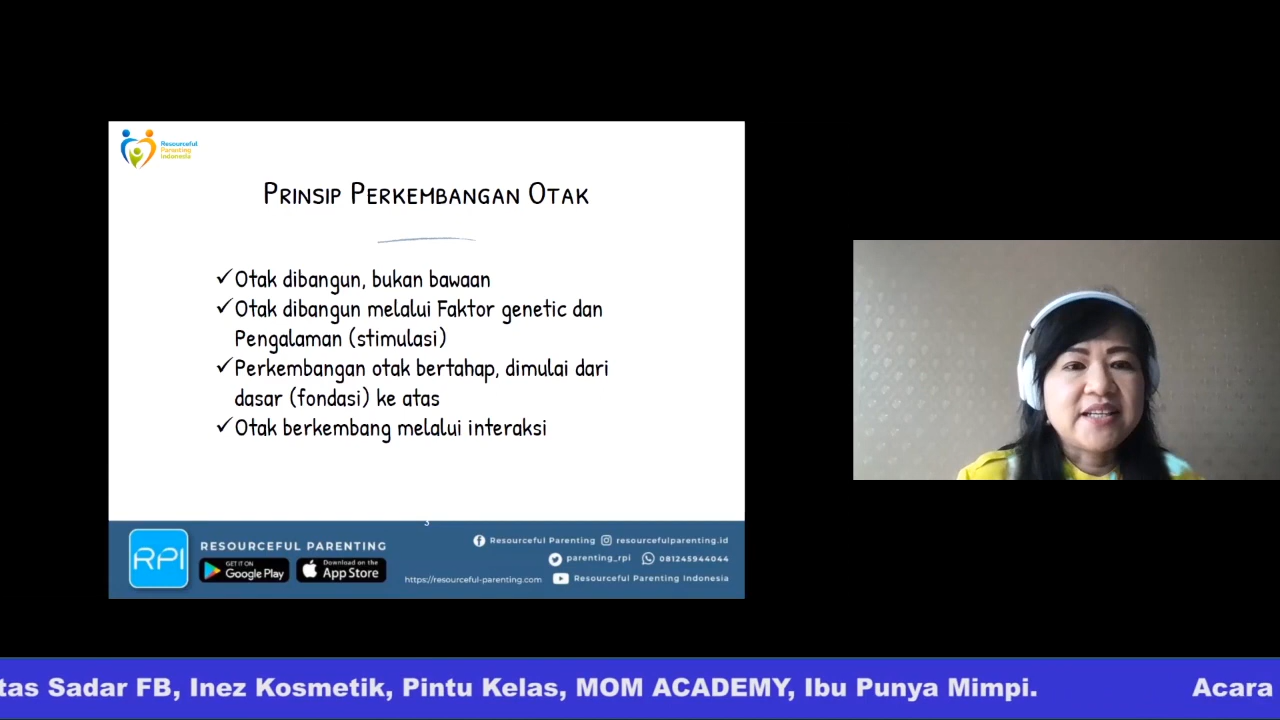 Resourceful
Parenting
Indonesia
Prinsip Perkembangan Otak
✓Otak dibangun, bukan bawaan
✓Otak dibangun melalui Faktor genetic dan
Pengalaman (stimulasi)
✓Perkembangan otak bertahap, dimulai dari
dasar (fondasi) ke atas
✓Otak berkembang melalui interaksi
3
RPI
RESOURCEFUL PARENTING
GET IT ON
Google Play
Download on the
App Store
Resourceful Parenting resourcefulparenting.id
parenting_rpi 081245944044
https://resourceful-parenting.com Resourceful Parenting Indonesia
tas Sadar FB, Inez Kosmetik, Pintu Kelas, MOM ACADEMY, Ibu Punya Mimpi. Acara